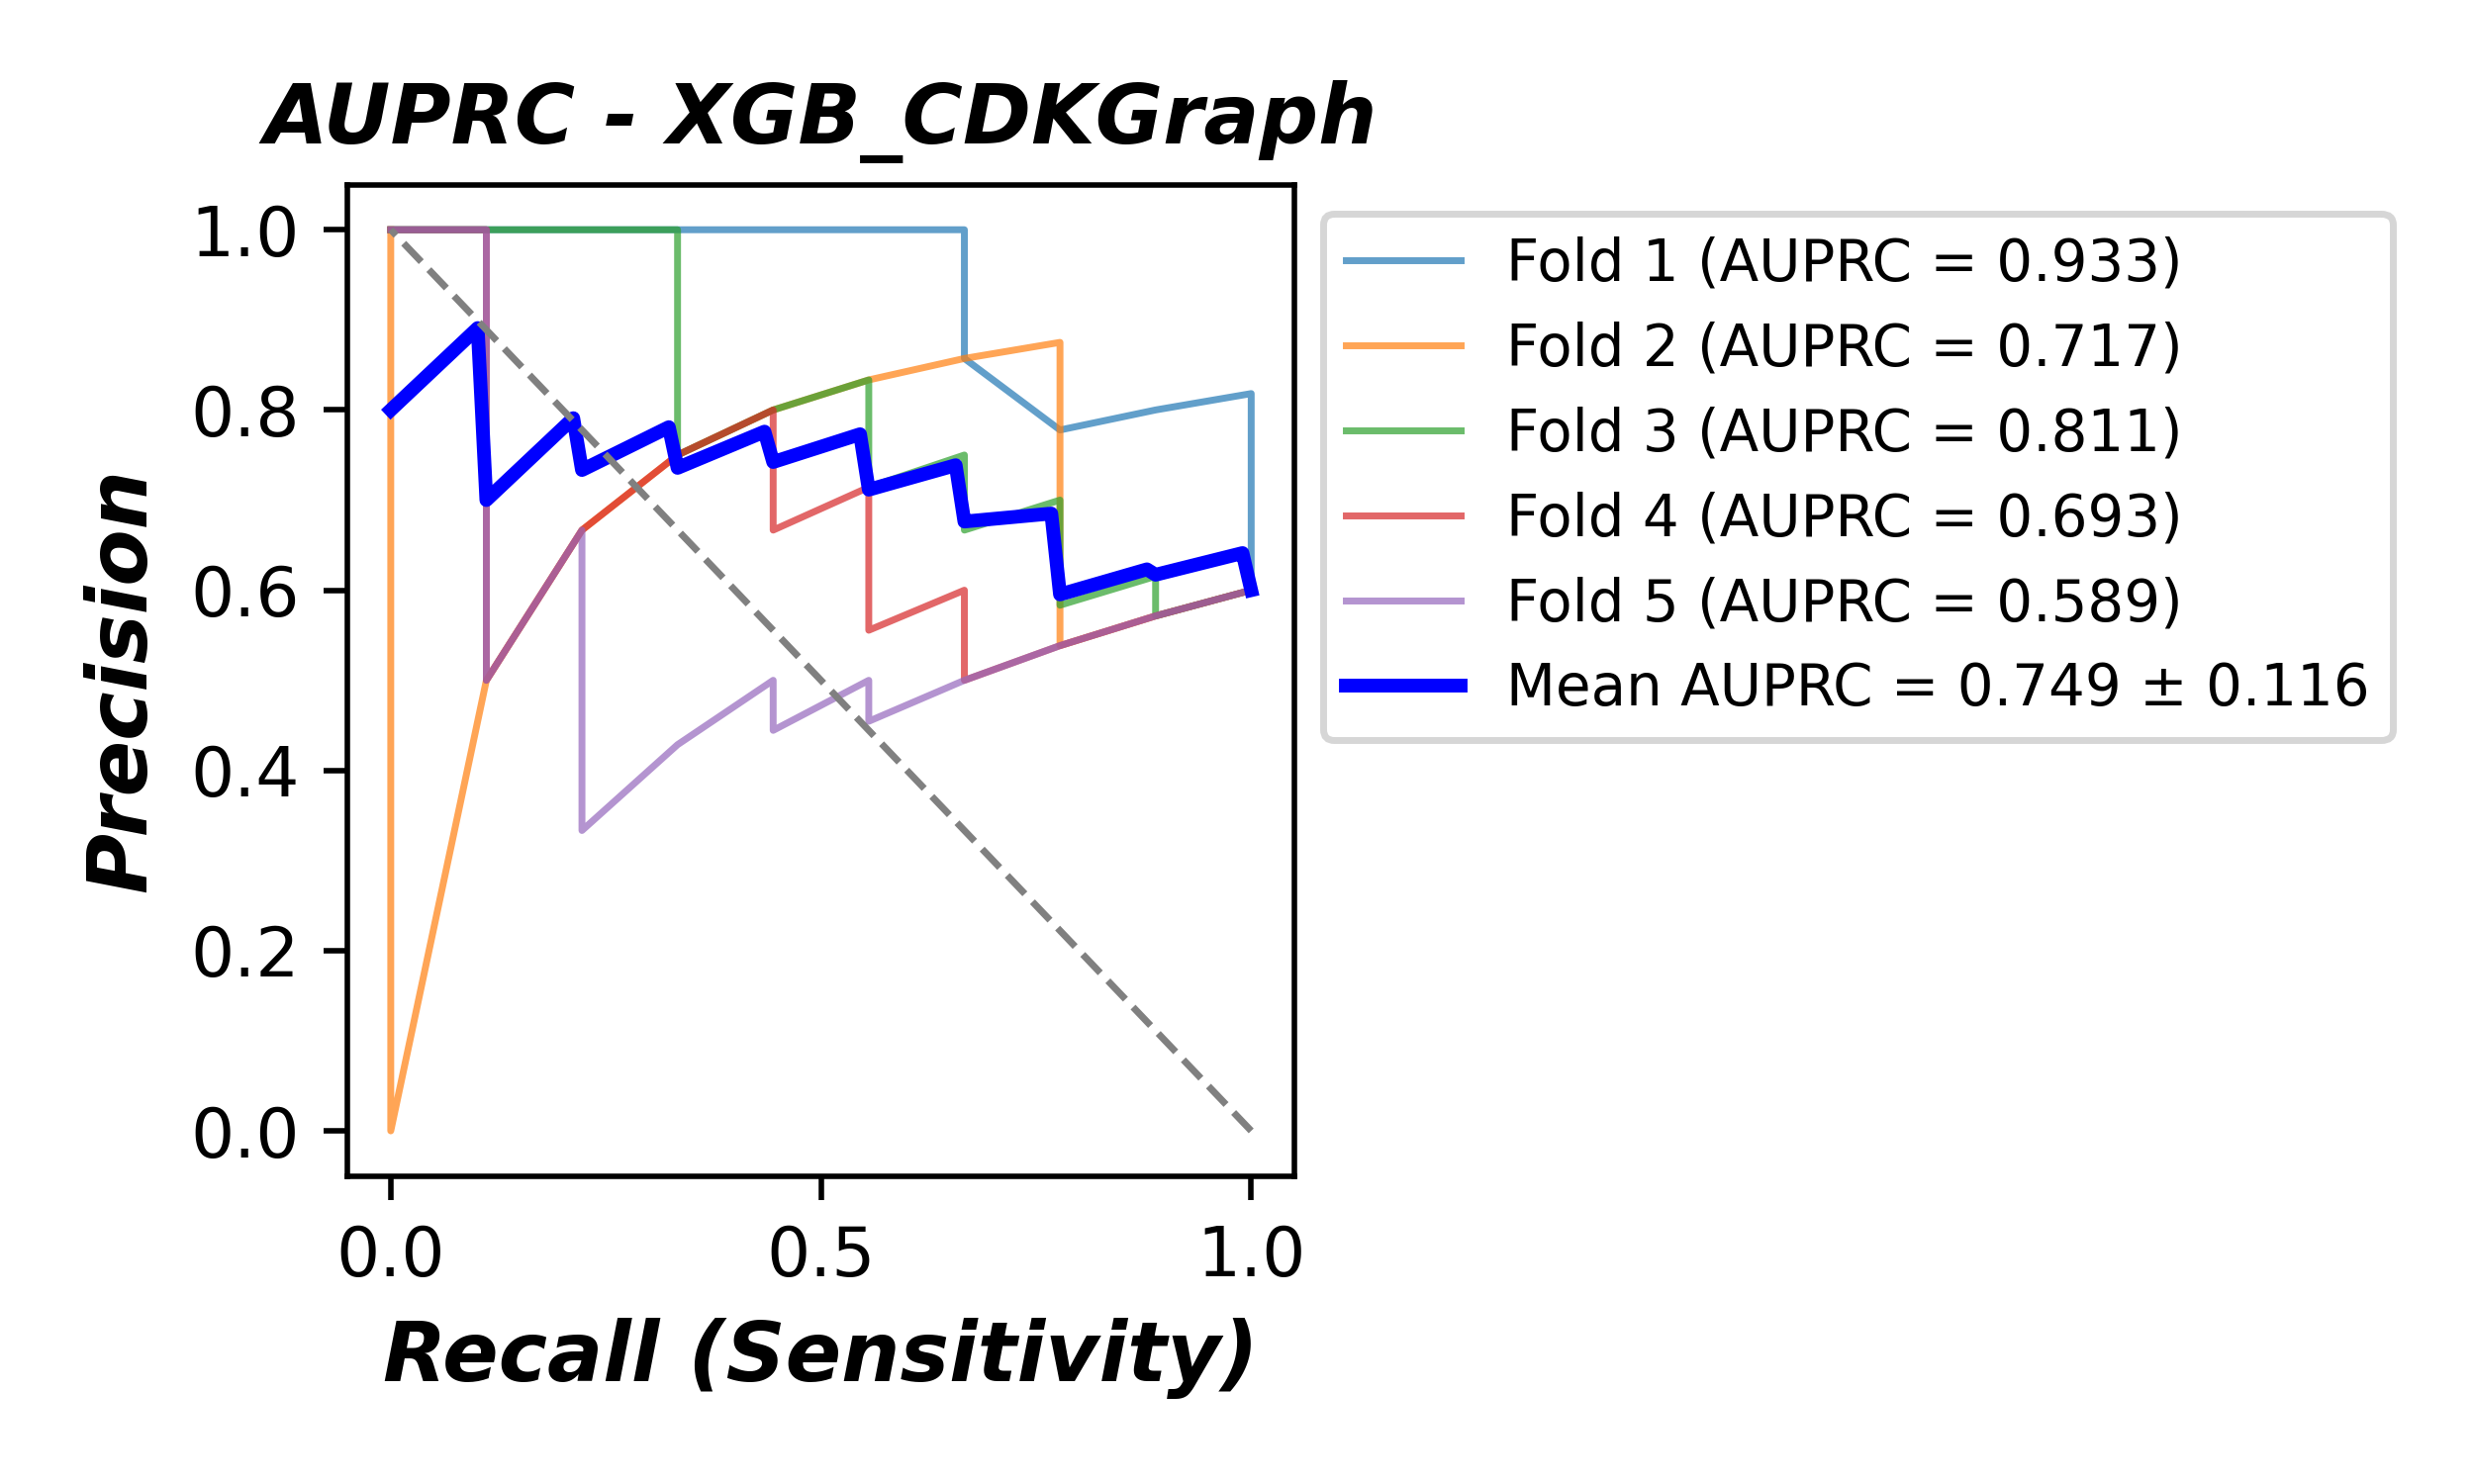 AUPRC - XGB_CDKGraph
Precision
1.0
0.8
0.6
0.4
0.2
0.0
0.0 0.5 1.0
Recall (Sensitivity)
Fold 1 (AUPRC = 0.933)
Fold 2 (AUPRC = 0.717)
Fold 3 (AUPRC = 0.811)
Fold 4 (AUPRC = 0.693)
Fold 5 (AUPRC = 0.589)
Mean AUPRC = 0.749 ± 0.116